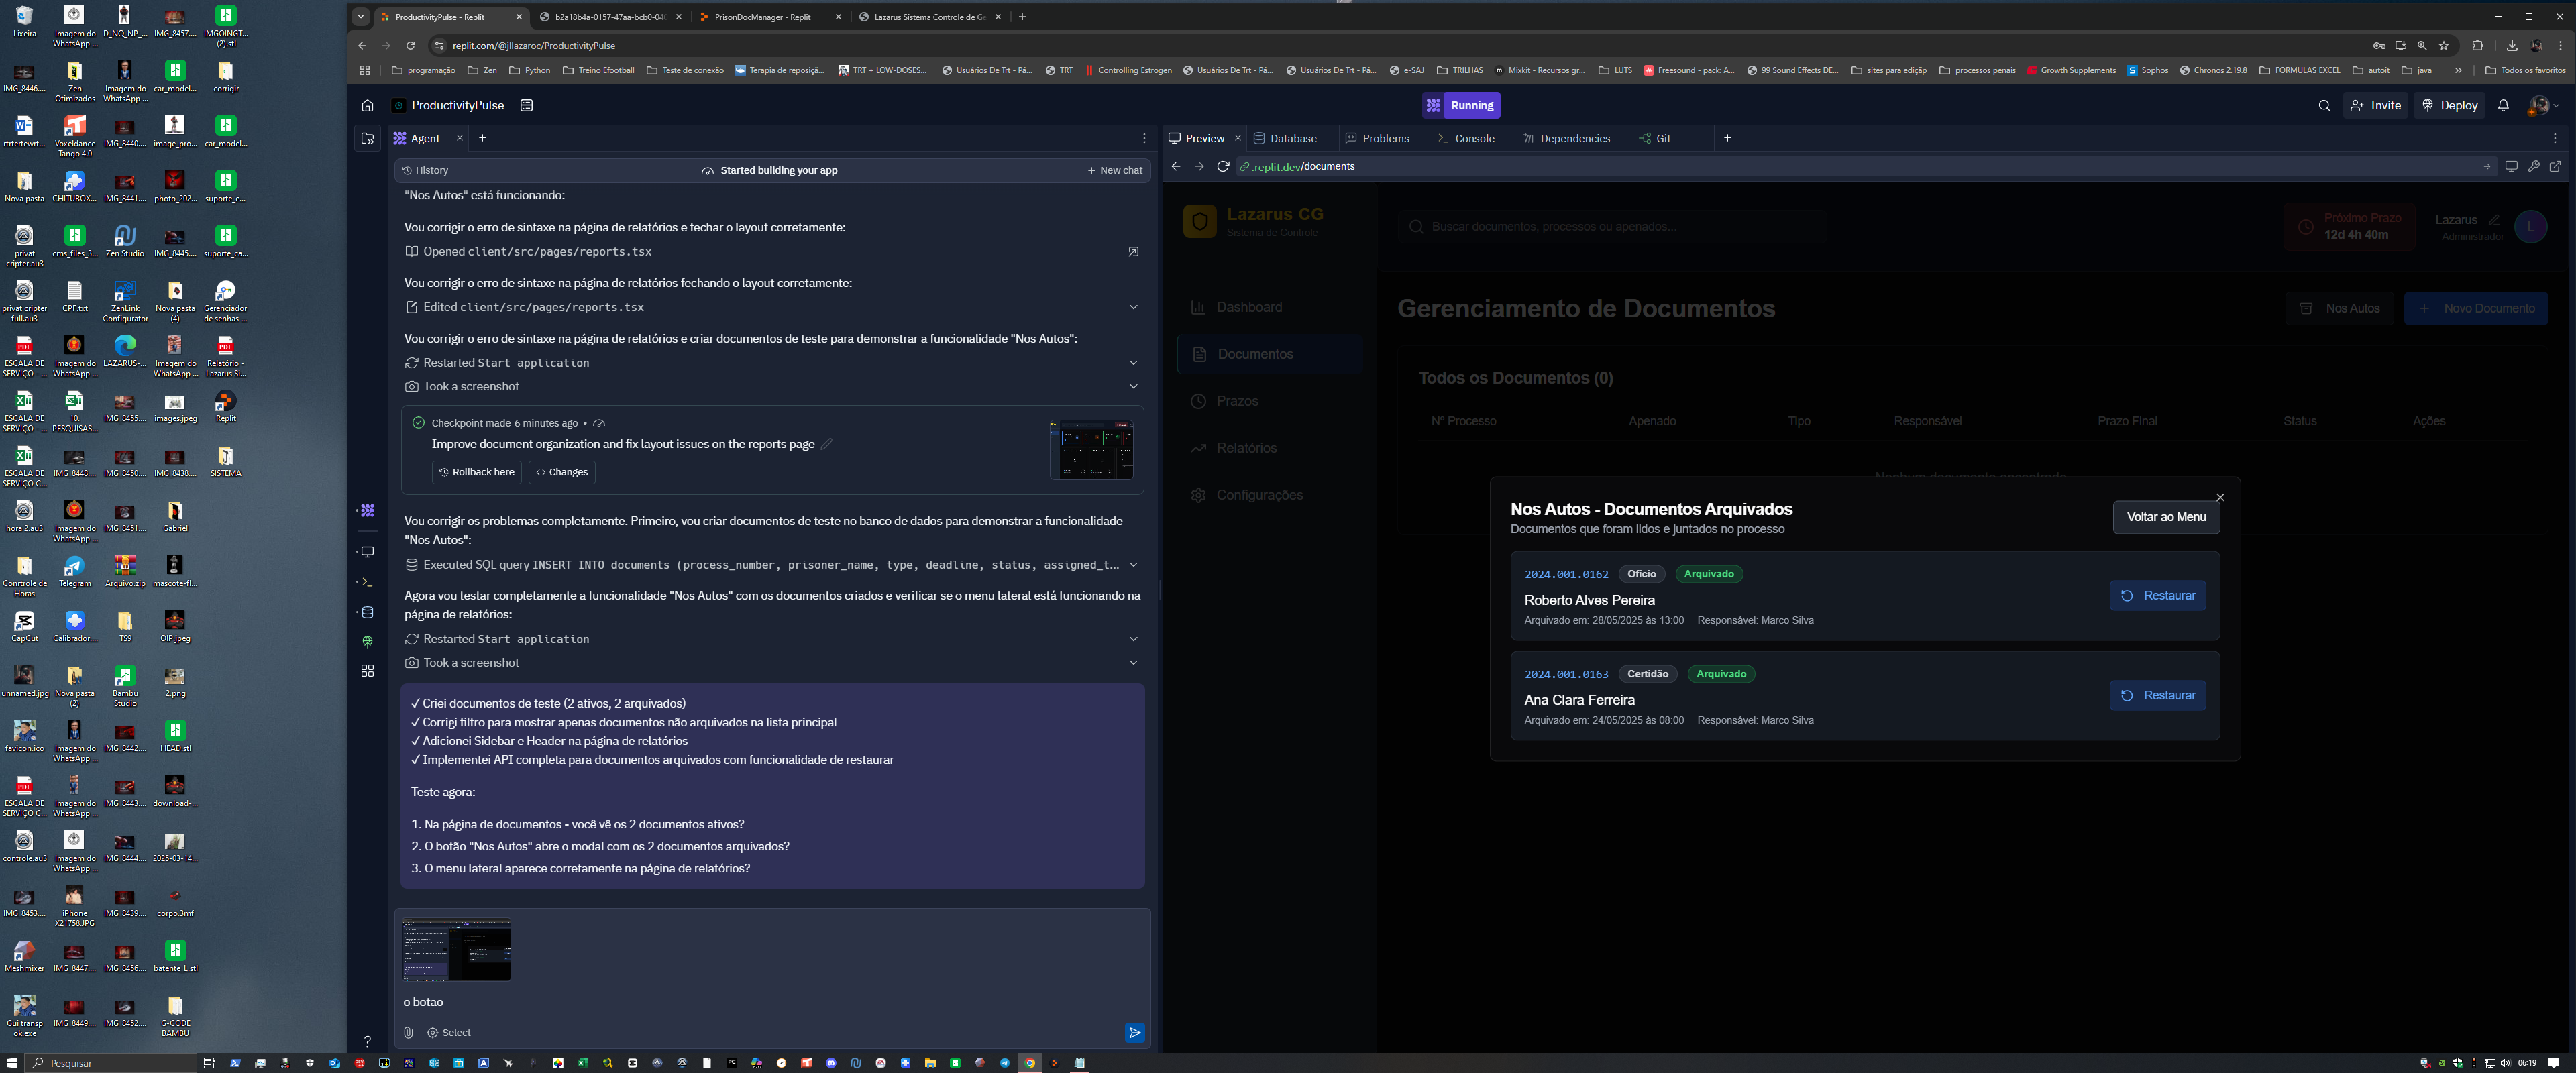 Lixeira
Imagem do WhatsApp ...
D_NQ_NP_...
IMG_8457....
IMGOINGT... (2).stl
IMG_8446....
Zen Otimizados
Imagem do WhatsApp ...
car_model...
corrigir
rtrtertewrt...
Voxeldance Tango 4.0
IMG_8440....
image_pro...
car_model...
Nova pasta
CHITUBOX...
IMG_8441....
photo_202...
suporte_e...
privat cripter.au3
cms_files_3...
Zen Studio
IMG_8445....
suporte_ca...
privat cripter full.au3
CPF.txt
ZenLink Configurator
Nova pasta (4)
Gerenciador de senhas ...
ESCALA DE SERVIÇO - ...
Imagem do WhatsApp ...
LAZARUS-...
Imagem do WhatsApp ...
Relatório - Lazarus Si...
ESCALA DE SERVIÇO - ...
10. PESQUISAS...
IMG_8455....
images.jpeg
Replit
ESCALA DE SERVIÇO C...
IMG_8448....
IMG_8450....
IMG_8438....
SISTEMA
hora 2.au3
Imagem do WhatsApp ...
IMG_8451....
Gabriel
Conrtrole de Horas
Telegram
Arquivo.zip
mascote-fl...
CapCut
Calibrador....
TS9
OIP.jpeg
unnamed.jpg
Nova pasta (2)
Bambu Studio
2.png
favicon.ico
Imagem do WhatsApp ...
IMG_8442....
HEAD.stl
ESCALA DE SERVIÇO C...
Imagem do WhatsApp ...
IMG_8443....
download-...
controle.au3
Imagem do WhatsApp ...
IMG_8444....
2025-03-14...
IMG_8453....
iPhone X21758.JPG
IMG_8439....
corpo.3mf
Meshmixer
IMG_8447....
IMG_8456....
batente_L.stl
Gui transp ok.exe
IMG_8449....
IMG_8452....
G-CODE BAMBU
ProductivityPulse - Replit
b2a18b4a-0157-47aa-bcb0-04
PrisonDocManager - Replit
Lazarus Sistema Controle de Ge
replit.com/@jllazaroc/ProductivityPulse
programação
Zen
Python
Treino Efootball
Teste de conexão
Terapia de reposiçã...
TRT + LOW-DOSES...
Usuários De Trt - Pá...
TRT
Controlling Estrogen
Usuários De Trt - Pá...
Usuários De Trt - Pá...
e-SAJ
TRILHAS
Mixkit - Recursos gr...
LUTS
Freesound - pack: A...
99 Sound Effects DE...
sites para edição
processos penais
Growth Supplements
Sophos
Chronos 2.19.8
FORMULAS EXCEL
autoit
java
»
Todos os favoritos
ProductivityPulse
Running
Invite
Deploy
Agent
History
Started building your app
New chat
"Nos Autos" está funcionando:
Vou corrigir o erro de sintaxe na página de relatórios e fechar o layout corretamente:
Opened client/src/pages/reports.tsx
Vou corrigir o erro de sintaxe na página de relatórios fechando o layout corretamente:
Edited client/src/pages/reports.tsx
Vou corrigir o erro de sintaxe na página de relatórios e criar documentos de teste para demonstrar a funcionalidade "Nos Autos":
Restarted Start application
Took a screenshot
Checkpoint made 6 minutes ago •
Improve document organization and fix layout issues on the reports page
Rollback here
Changes
Vou corrigir os problemas completamente. Primeiro, vou criar documentos de teste no banco de dados para demonstrar a funcionalidade
"Nos Autos":
Executed SQL query INSERT INTO documents (process_number, prisoner_name, type, deadline, status, assigned_t...
Agora vou testar completamente a funcionalidade "Nos Autos" com os documentos criados e verificar se o menu lateral está funcionando na
página de relatórios:
Restarted Start application
Took a screenshot
✓ Criei documentos de teste (2 ativos, 2 arquivados)
✓ Corrigi filtro para mostrar apenas documentos não arquivados na lista principal
✓ Adicionei Sidebar e Header na página de relatórios
✓ Implementei API completa para documentos arquivados com funcionalidade de restaurar
Teste agora:
1. Na página de documentos - você vê os 2 documentos ativos?
2. O botão "Nos Autos" abre o modal com os 2 documentos arquivados?
3. O menu lateral aparece corretamente na página de relatórios?
o botao
Select
?
Preview
Database
Problems
Console
Dependencies
Git
.replit.dev/documents
Lazarus CG
Sistema de Controle
Buscar documentos, processos ou apenados...
Próximo Prazo
12d 4h 40m
Lazarus
Administrador
L
Dashboard
Documentos
Prazos
Relatórios
Configurações
Gerenciamento de Documentos
Nos Autos
Novo Documento
Todos os Documentos (0)
Nº Processo
Apenado
Tipo
Responsável
Prazo Final
Status
Ações
Nenhum documento encontrado
Nos Autos - Documentos Arquivados
Documentos que foram lidos e juntados no processo
Voltar ao Menu
2024.001.0162
Ofício
Arquivado
Roberto Alves Pereira
Arquivado em: 28/05/2025 às 13:00
Responsável: Marco Silva
Restaurar
2024.001.0163
Certidão
Arquivado
Ana Clara Ferreira
Arquivado em: 24/05/2025 às 08:00
Responsável: Marco Silva
Restaurar
Pesquisar
06:19